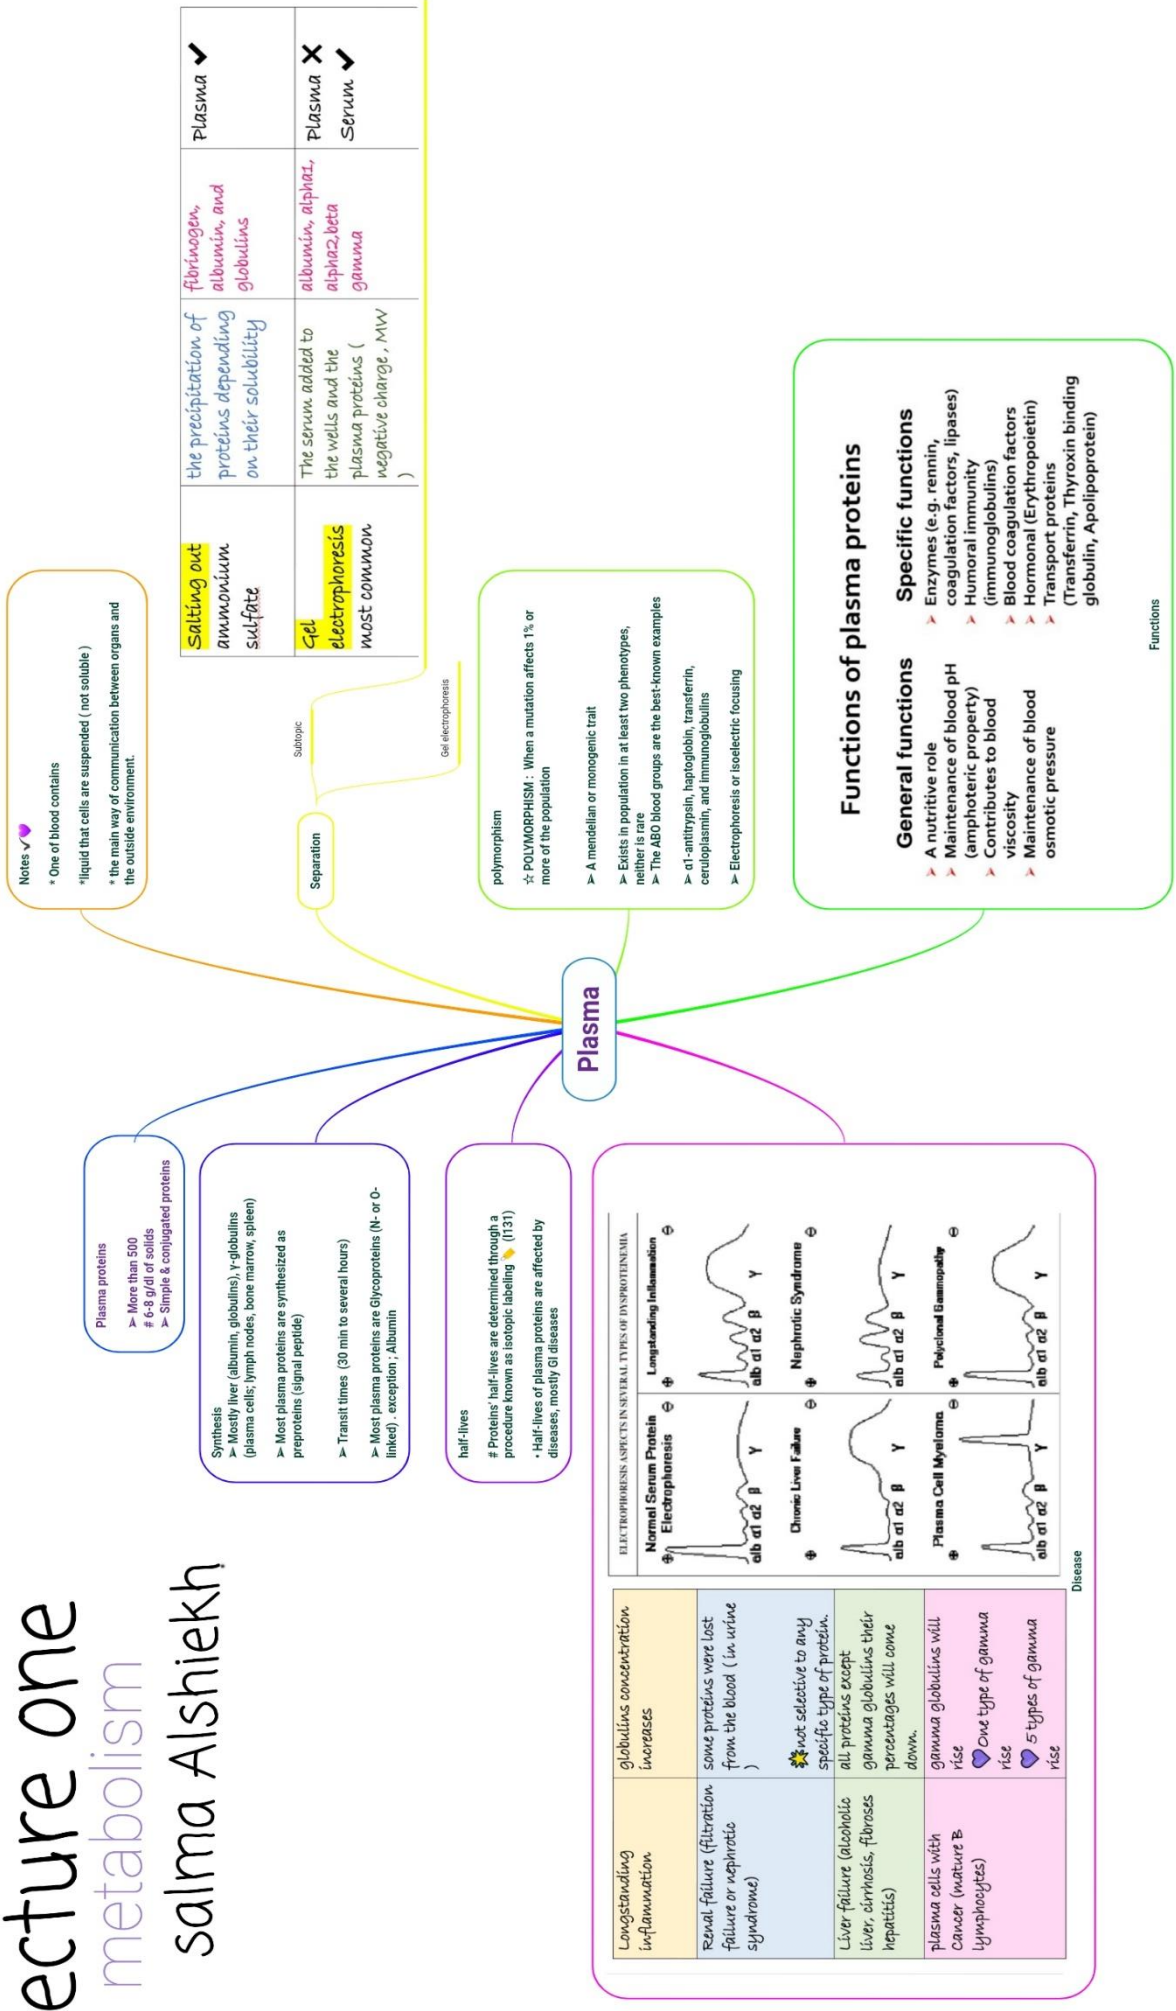 ecture one
metabolism
Salma Alshiekh
Plasma
Plasma proteins
➢ More than 500
# 6-8 g/dl of solids
➢ Simple & conjugated proteins
Synthesis
➢ Mostly liver (albumin, globulins), γ-globulins
(plasma cells; lymph nodes, bone marrow, spleen)
➢ Most plasma proteins are synthesized as
preproteins (signal peptide)
➢ Transit times (30 min to several hours)
➢ Most plasma proteins are Glycoproteins (N- or O-
linked) . exception ; Albumin
half-lives
# Proteins' half-lives are determined through a
procedure known as isotopic labeling ✏️ (I131)
• Half-lives of plasma proteins are affected by
diseases, mostly GI diseases
Longstanding
inflammation
globulins concentration
increases
Renal failure (filtration
failure or nephrotic
syndrome)
some proteins were lost
from the blood ( in urine
)
🌟not selective to any
specific type of protein.
Liver failure (alcoholic
liver, cirrhosis, fibroses
hepatitis)
all proteins except
gamma globulins their
percentages will come
down.
plasma cells with
Cancer (mature B
lymphocytes)
gamma globulins will
rise
💜One type of gamma
rise
💜 5 types of gamma
rise
ELECTROPHORESIS ASPECTS IN SEVERAL TYPES OF DYSPROTEINEMIA
Normal Serum Protein
Electrophoresis
⊕ ⊖
alb α1 α2 β γ
Longstanding Inflammation
⊕ ⊖
alb α1 α2 β γ
Chronic Liver Failure
⊕ ⊖
alb α1 α2 β γ
Nephrotic Syndrome
⊕ ⊖
alb α1 α2 β γ
Plasma Cell Myeloma
⊕ ⊖
alb α1 α2 β γ
Polyclonal Gammopathy
⊕ ⊖
alb α1 α2 β γ
Disease
Notes ✓💜
* One of blood contains
*liquid that cells are suspended ( not soluble )
* the main way of communication between organs and
the outside environment.
Separation
Subtopic
Gel electrophoresis
Salting out
ammonium
sulfate
the precipitation of
proteins depending
on their solubility
fibrinogen,
albumin, and
globulins
Plasma ✔
Gel
electrophoresis
most common
The serum added to
the wells and the
plasma proteins (
negative charge , MW
)
albumin, alpha1,
alpha2,beta
gamma
Plasma ❌
Serum ✔
polymorphism
☆ POLYMORPHISM : When a mutation affects 1% or
more of the population
➢ A mendelian or monogenic trait
➢ Exists in population in at least two phenotypes,
neither is rare
➢ The ABO blood groups are the best-known examples
➢ α1-antitrypsin, haptoglobin, transferrin,
ceruloplasmin, and immunoglobulins
➢ Electrophoresis or isoelectric focusing
Functions of plasma proteins
General functions
➢ A nutritive role
➢ Maintenance of blood pH
(amphoteric property)
➢ Contributes to blood
viscosity
➢ Maintenance of blood
osmotic pressure
Specific functions
➢ Enzymes (e.g. rennin,
coagulation factors, lipases)
➢ Humoral immunity
(immunoglobulins)
➢ Blood coagulation factors
➢ Hormonal (Erythropoietin)
➢ Transport proteins
(Transferrin, Thyroxin binding
globulin, Apolipoprotein)
Functions